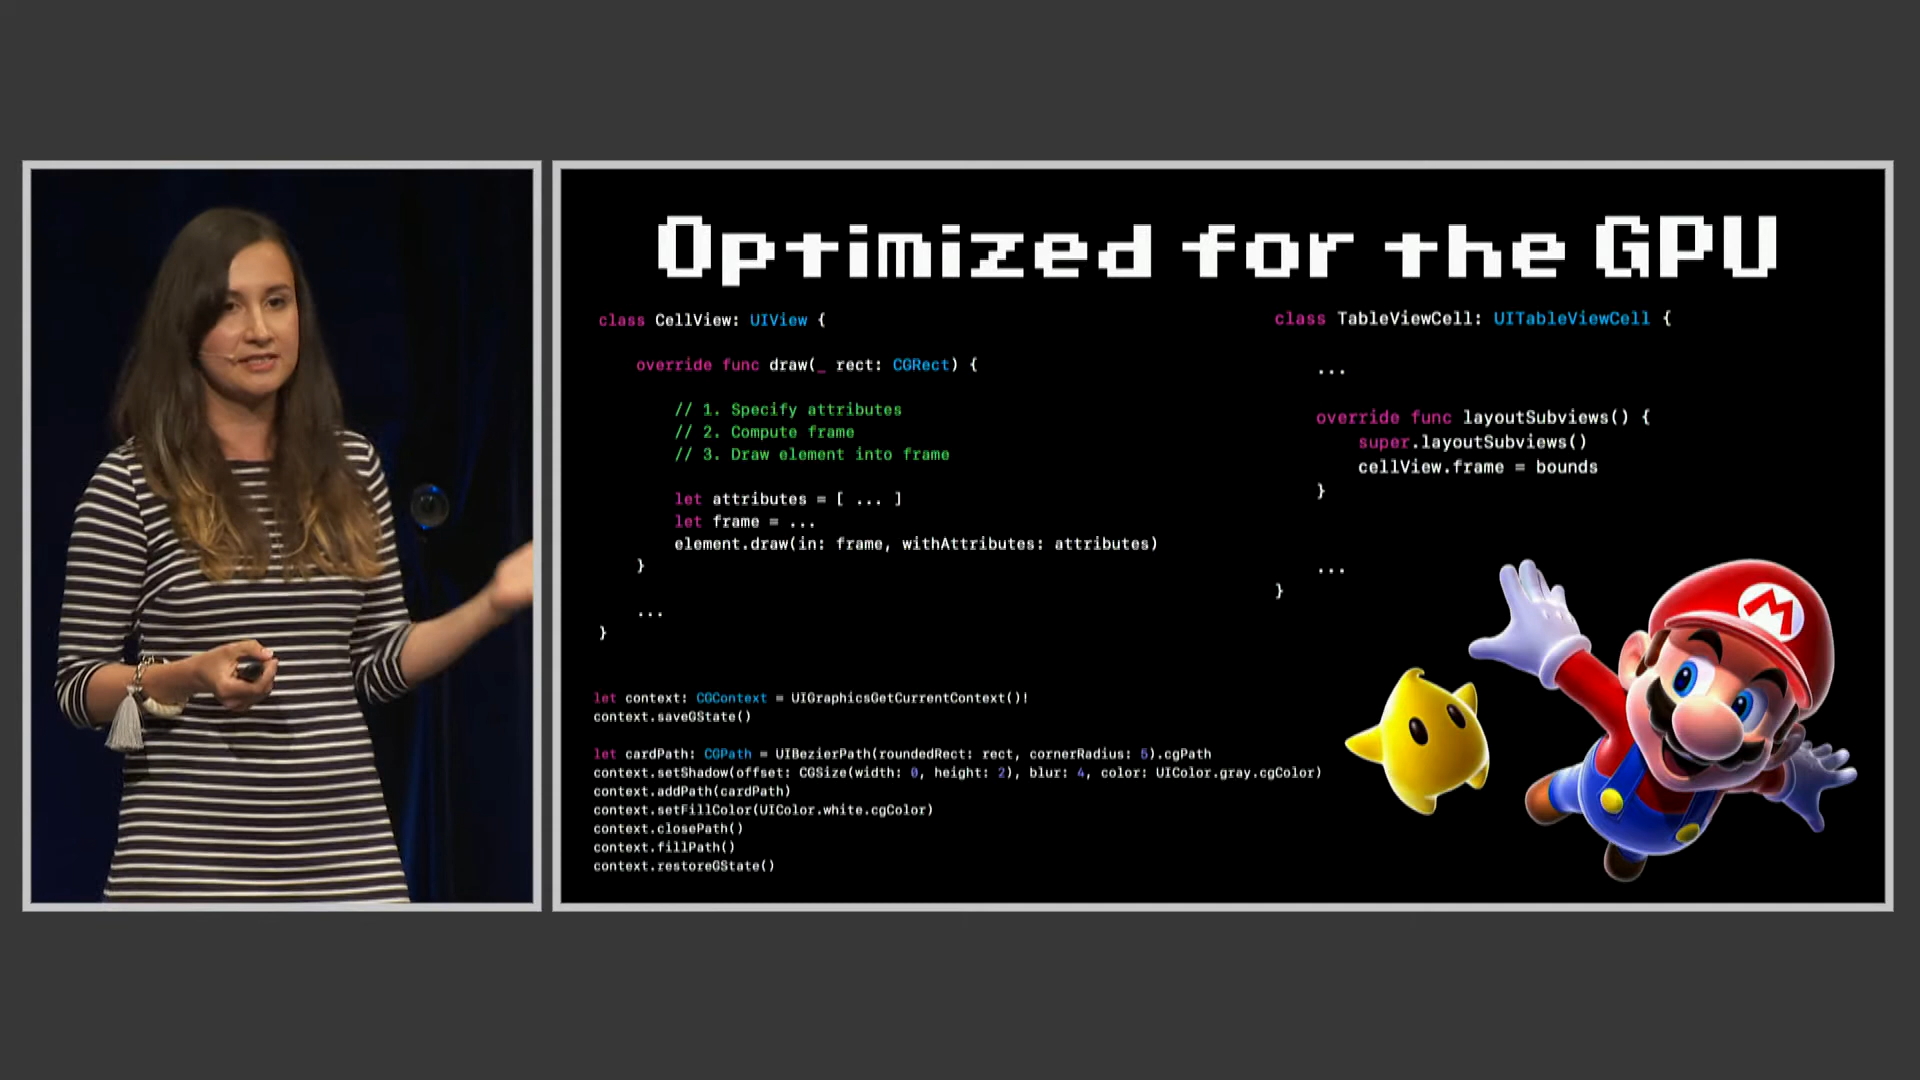 Optimized for the GPU
class CellView: UIView {
override func draw(_ rect: CGRect) {
// 1. Specify attributes
// 2. Compute frame
// 3. Draw element into frame
let attributes = [ ... ]
let frame = ...
element.draw(in: frame, withAttributes: attributes)
}
...
}
let context: CGContext = UIGraphicsGetCurrentContext()!
context.saveGState()
let cardPath: CGPath = UIBezierPath(roundedRect: rect, cornerRadius: 5).cgPath
context.setShadow(offset: CGSize(width: 0, height: 2), blur: 4, color: UIColor.gray.cgColor)
context.addPath(cardPath)
context.setFillColor(UIColor.white.cgColor)
context.closePath()
context.fillPath()
context.restoreGState()
class TableViewCell: UITableViewCell {
...
override func layoutSubviews() {
super.layoutSubviews()
cellView.frame = bounds
}
...
}
M